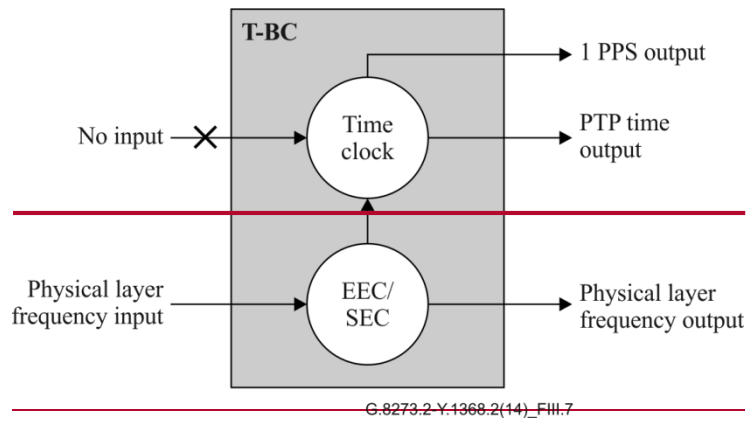 T-BC
1 PPS output
No input
Time
clock
PTP time
output
Physical layer
frequency input
EEC/
SEC
Physical layer
frequency output
G.8273.2-Y.1368.2(14)_FIII.7